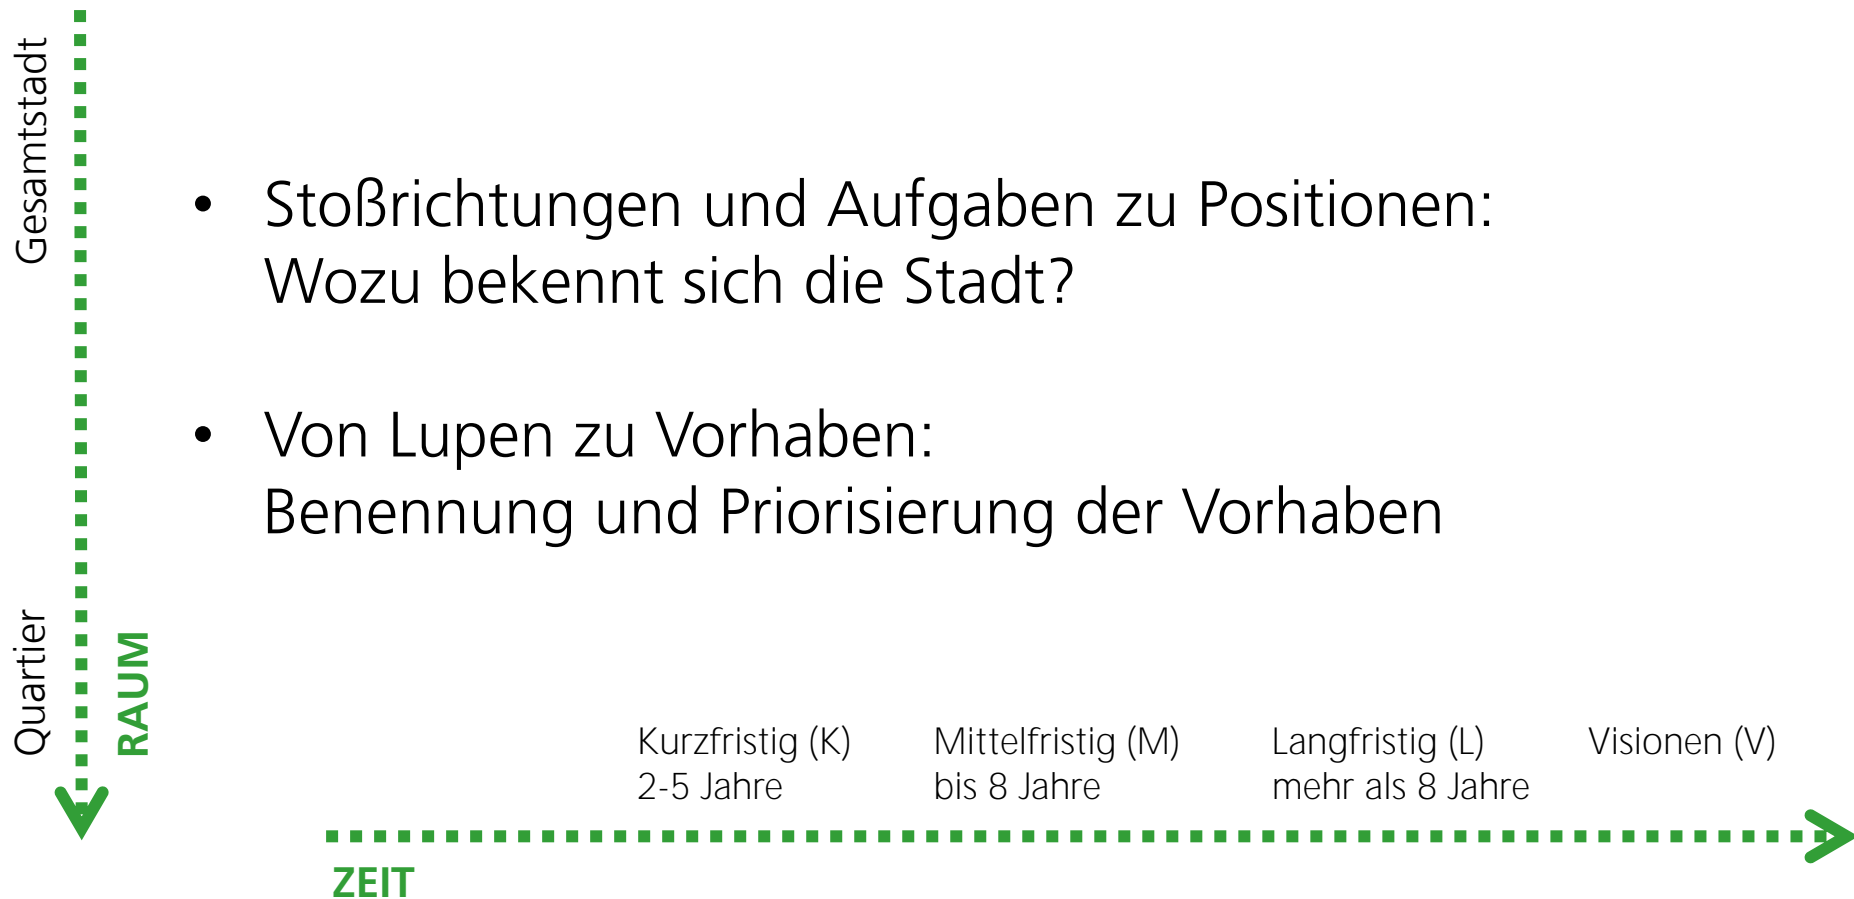 Gesamtstadt
Stoßrichtungen und Aufgaben zu Positionen:
Wozu bekennt sich die Stadt?
Von Lupen zu Vorhaben:
Benennung und Priorisierung der Vorhaben
Quartier
RAUM
Kurzfristig (K)
2-5 Jahre
Mittelfristig (M)
bis 8 Jahre
Langfristig (L)
mehr als 8 Jahre
Visionen (V)
ZEIT